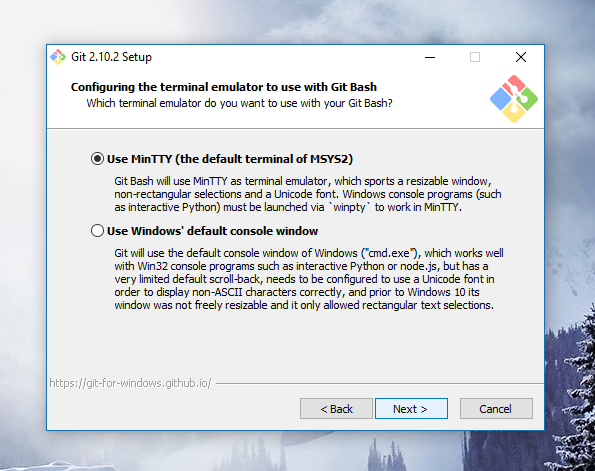 Git 2.10.2 Setup
Configuring the terminal emulator to use with Git Bash
Which terminal emulator do you want to use with your Git Bash?
Use MinTTY (the default terminal of MSYS2)
Git Bash will use MinTTY as terminal emulator, which sports a resizable window,
non-rectangular selections and a Unicode font. Windows console programs (such
as interactive Python) must be launched via `winpty` to work in MinTTY.
Use Windows' default console window
Git will use the default console window of Windows ("cmd.exe"), which works well
with Win32 console programs such as interactive Python or node.js, but has a
very limited default scroll-back, needs to be configured to use a Unicode font in
order to display non-ASCII characters correctly, and prior to Windows 10 its
window was not freely resizable and it only allowed rectangular text selections.
https://git-for-windows.github.io/
< Back
Next >
Cancel